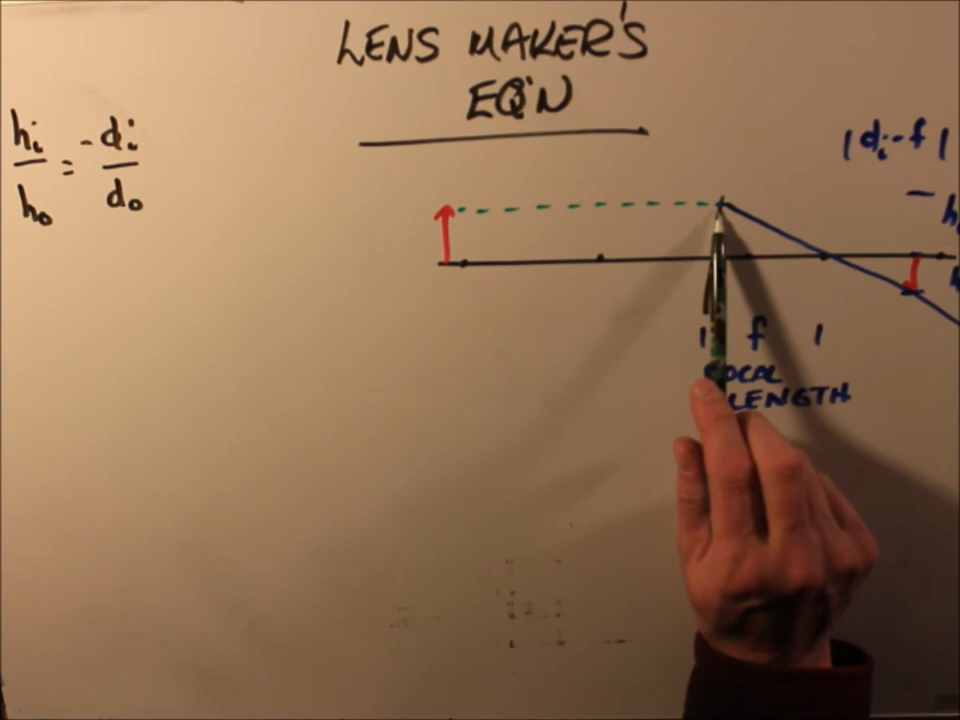 LENS MAKER'S
EQ'N
hi/ho = -di/do
|di-f|
-
h
| f |
FOCAL
LENGTH